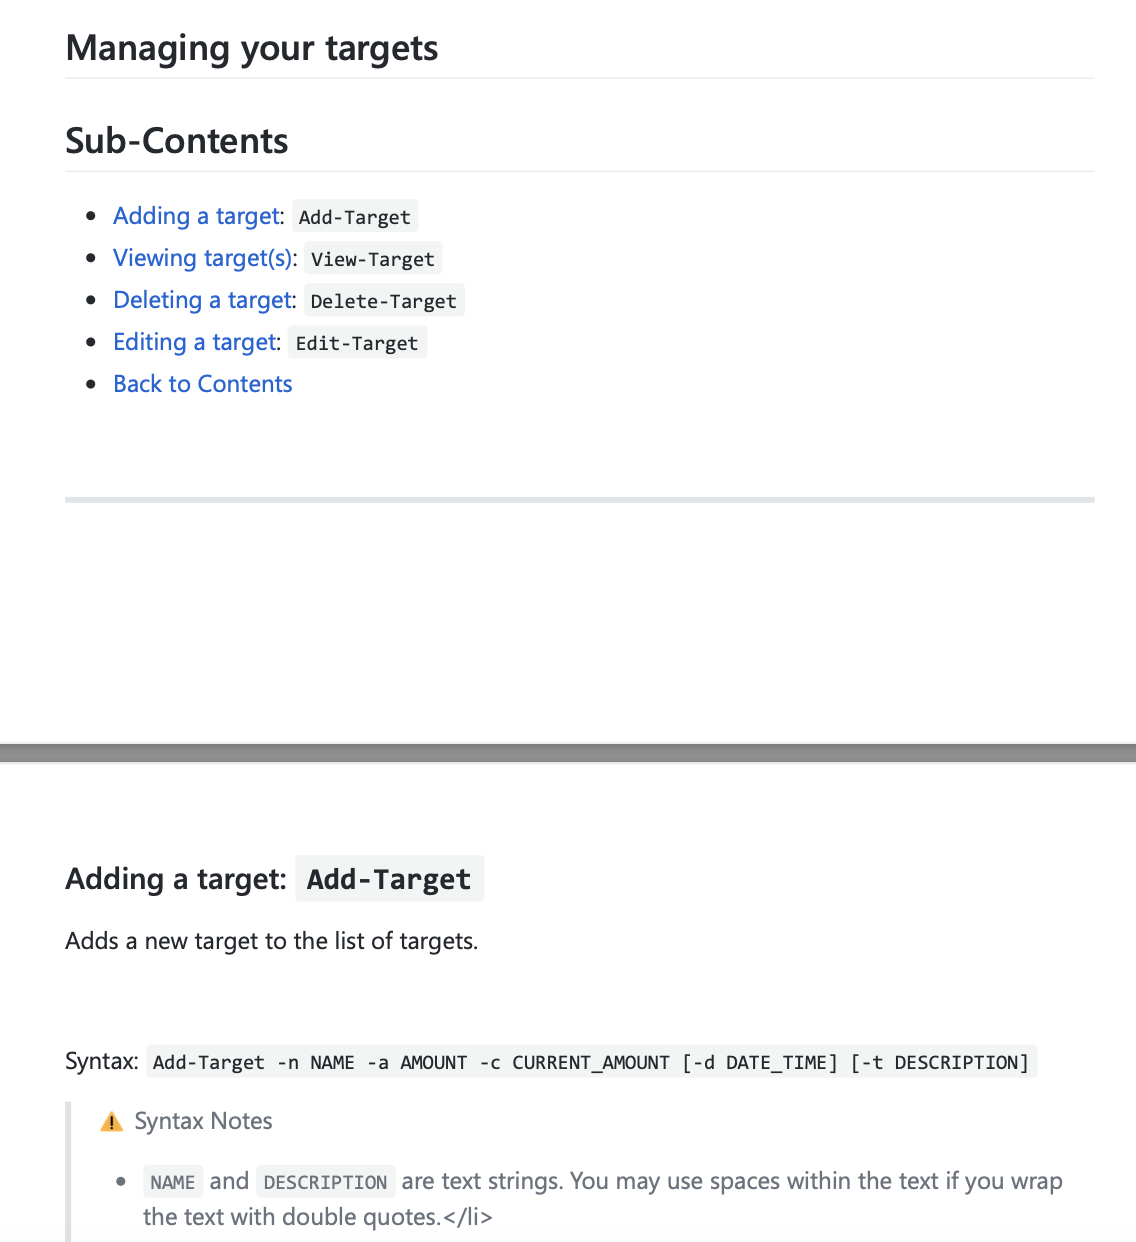 Managing your targets
Sub-Contents
• Adding a target: Add-Target
• Viewing target(s): View-Target
• Deleting a target: Delete-Target
• Editing a target: Edit-Target
• Back to Contents
Adding a target: Add-Target
Adds a new target to the list of targets.
Syntax: Add-Target -n NAME -a AMOUNT -c CURRENT_AMOUNT [-d DATE_TIME] [-t DESCRIPTION]
⚠ Syntax Notes
• NAME and DESCRIPTION are text strings. You may use spaces within the text if you wrap
the text with double quotes.</li>